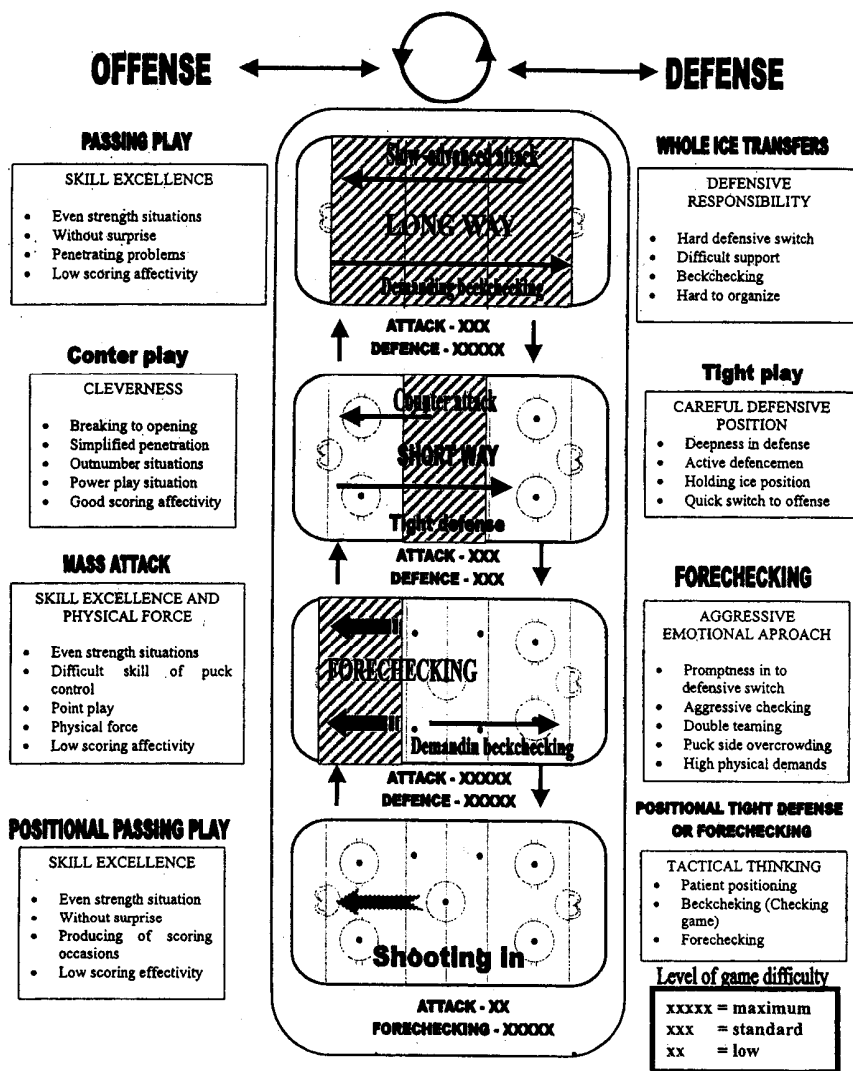 OFFENSE
DEFENSE
PASSING PLAY
SKILL EXCELLENCE
• Even strength situations
• Without surprise
• Penetrating problems
• Low scoring affectivity
Slow-advanced attack
LONG WAY
Demanding beckchecking
ATTACK - XXX
DEFENCE - XXXXX
WHOLE ICE TRANSFERS
DEFENSIVE
RESPONSIBILITY
• Hard defensive switch
• Difficult support
• Beckchecking
• Hard to organize
Conter play
CLEVERNESS
• Breaking to opening
• Simplified penetration
• Outnumber situations
• Power play situation
• Good scoring affectivity
Counter attack
SHORT WAY
Tight defense
ATTACK - XXX
DEFENCE - XXX
Tight play
CAREFUL DEFENSIVE
POSITION
• Deepness in defense
• Active defencemen
• Holding ice position
• Quick switch to offense
MASS ATTACK
SKILL EXCELLENCE AND
PHYSICAL FORCE
• Even strength situations
• Difficult skill of puck
control
• Point play
• Physical force
• Low scoring affectivity
FORECHECKING
Demandin beckchecking
ATTACK - XXXXX
DEFENCE - XXXXX
FORECHECKING
AGGRESSIVE
EMOTIONAL APROACH
• Promptness in to
defensive switch
• Aggressive checking
• Double teaming
• Puck side overcrowding
• High physical demands
POSITIONAL PASSING PLAY
SKILL EXCELLENCE
• Even strength situation
• Without surprise
• Producing of scoring
occasions
• Low scoring effectivity
Shooting in
ATTACK - XX
FORECHECKING - XXXXX
POSITIONAL TIGHT DEFENSE
OR FORECHECKING
TACTICAL THINKING
• Patient positioning
• Beckcheking (Checking
game)
• Forechecking
Level of game difficulty
xxxxx = maximum
xxx = standard
xx = low